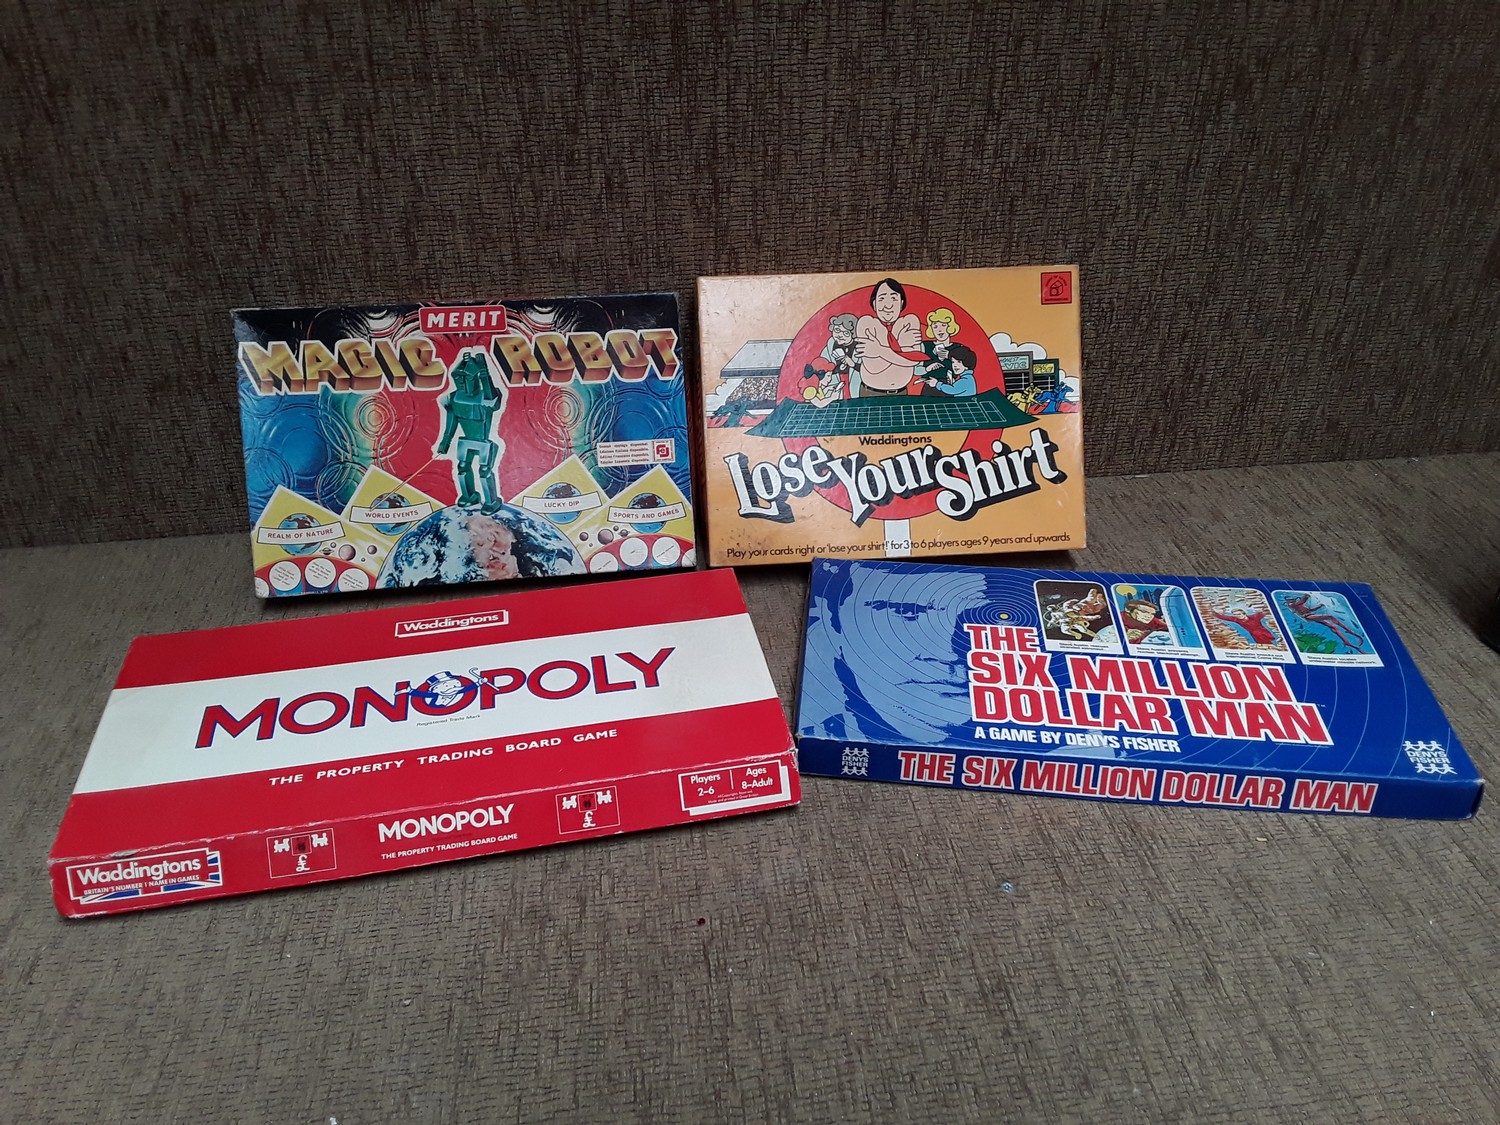 MERIT
MAGIC ROBOT
REALM OF NATURE
WORLD EVENTS
LUCKY DIP
SPORTS AND GAMES
Waddingtons
Lose Your Shirt
Play your cards right or 'lose your shirt!' for 3 to 6 players ages 9 years and upwards
Waddingtons
MONOPOLY
Registered Trade Mark
THE PROPERTY TRADING BOARD GAME
Waddingtons
BRITAIN'S NUMBER 1 NAME IN GAMES
£
MONOPOLY
THE PROPERTY TRADING BOARD GAME
£
Players
2-6
Ages
8-Adult
THE
SIX MILLION
DOLLAR MAN
A GAME BY DENYS FISHER
DENYS
FISHER
DENYS
FISHER
THE SIX MILLION DOLLAR MAN